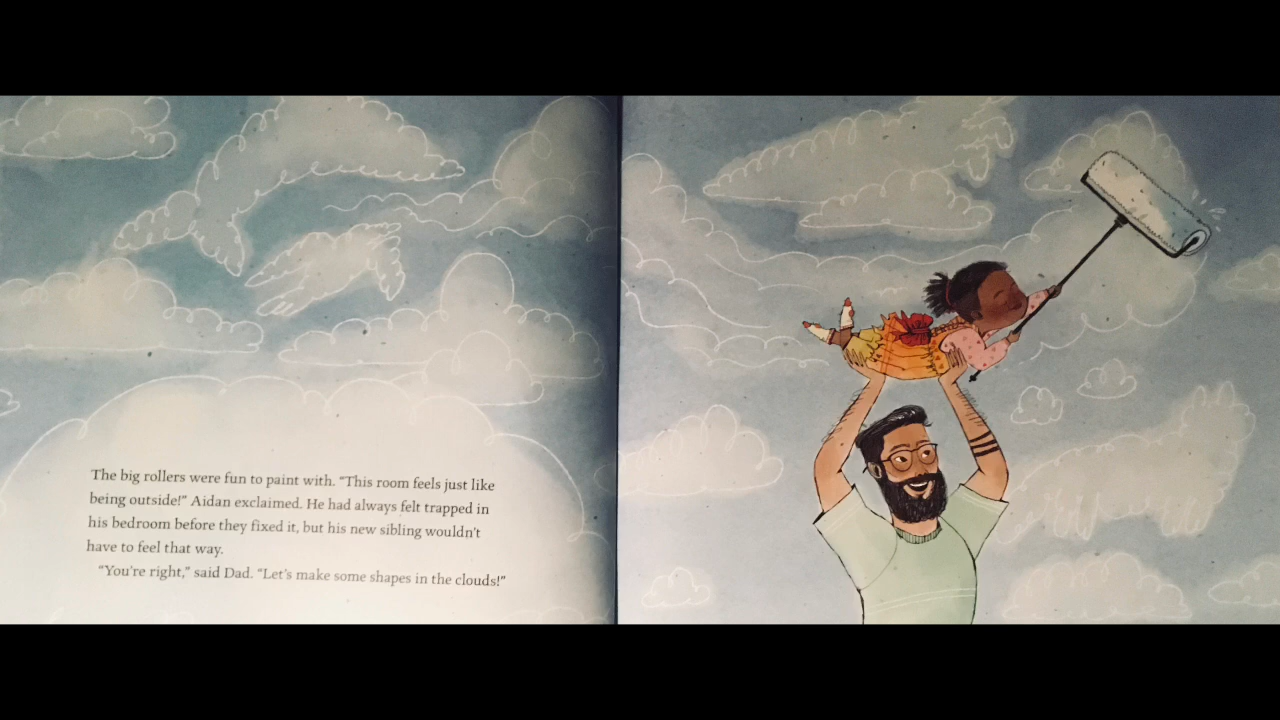 The big rollers were fun to paint with. “This room feels just like
being outside!” Aidan exclaimed. He had always felt trapped in
his bedroom before they fixed it, but his new sibling wouldn’t
have to feel that way.
“You’re right,” said Dad. “Let’s make some shapes in the clouds!”